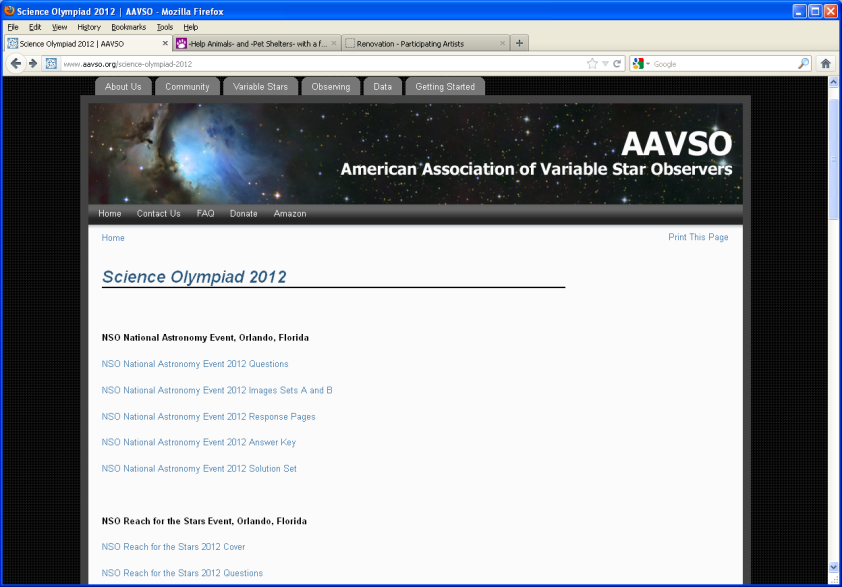 Science Olympiad 2012 | AAVSO - Mozilla Firefox
File Edit View History Bookmarks Tools Help
Science Olympiad 2012 | AAVSO
-Help Animals- and -Pet Shelters- with a f...
Renovation - Participating Artists
www.aavso.org/science-olympiad-2012
Google
About Us Community Variable Stars Observing Data Getting Started
AAVSO
American Association of Variable Star Observers
Home Contact Us FAQ Donate Amazon
Home Print This Page
Science Olympiad 2012
NSO National Astronomy Event, Orlando, Florida
NSO National Astronomy Event 2012 Questions
NSO National Astronomy Event 2012 Images Sets A and B
NSO National Astronomy Event 2012 Response Pages
NSO National Astronomy Event 2012 Answer Key
NSO National Astronomy Event 2012 Solution Set
NSO Reach for the Stars Event, Orlando, Florida
NSO Reach for the Stars 2012 Cover
NSO Reach for the Stars 2012 Questions